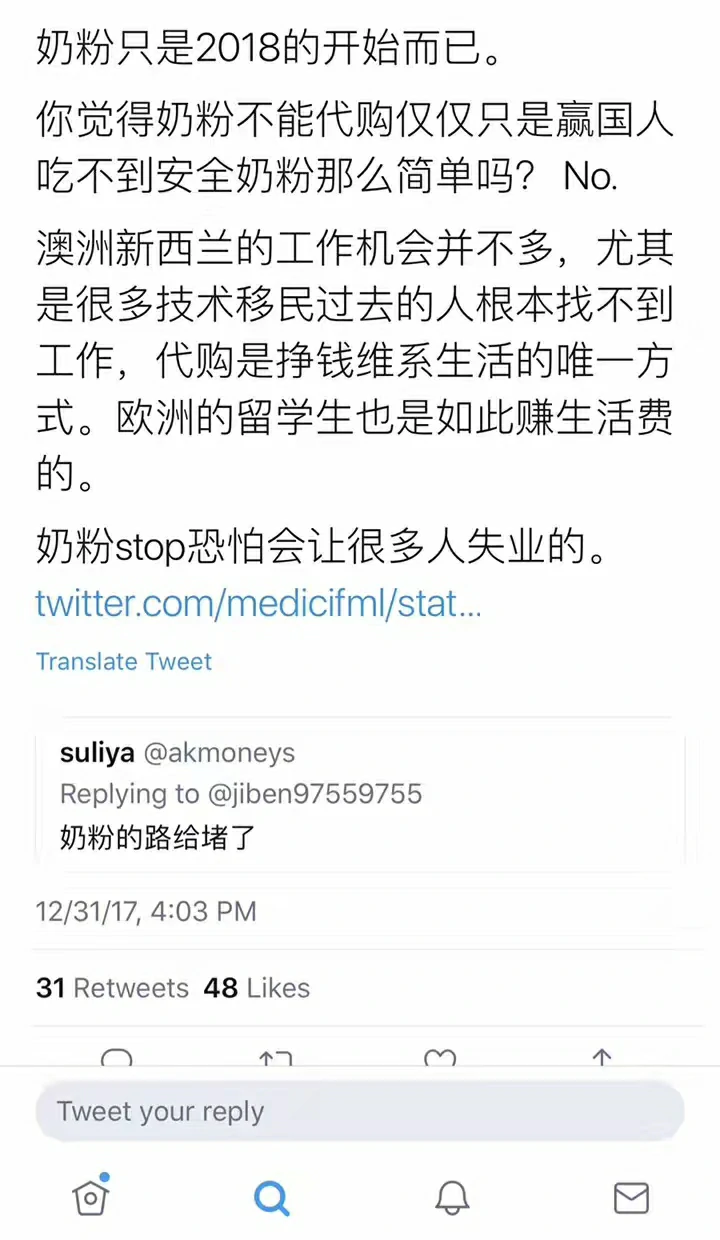 奶粉只是2018的开始而已。
你觉得奶粉不能代购仅仅只是赢国人
吃不到安全奶粉那么简单吗？ No.
澳洲新西兰的工作机会并不多，尤其
是很多技术移民过去的人根本找不到
工作，代购是挣钱维系生活的唯一方
式。欧洲的留学生也是如此赚生活费
的。
奶粉stop恐怕会让很多人失业的。
twitter.com/medicifml/stat...
Translate Tweet
suliya @akmoneys
Replying to @jiben97559755
奶粉的路给堵了
12/31/17, 4:03 PM
31 Retweets 48 Likes
Tweet your reply